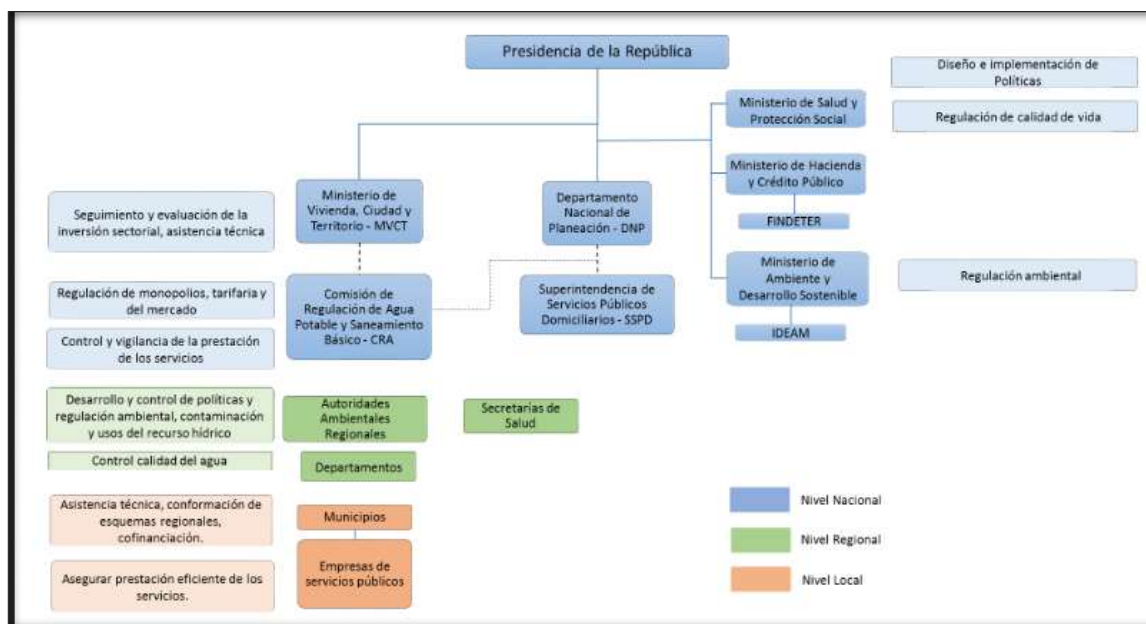 Presidencia de la República
Diseño e implementación de
Políticas
Ministerio de Salud y
Protección Social
Regulación de calidad de vida
Ministerio de Hacienda
y Crédito Público
FINDETER
Ministerio de
Vivienda, Ciudad y
Territorio - MVCT
Departamento
Nacional de
Planeación - DNP
Seguimiento y evaluación de la
inversión sectorial, asistencia técnica
Ministerio de
Ambiente y
Desarrollo Sostenible
Regulación ambiental
IDEAM
Regulación de monopolios, tarifaria y
del mercado
Comisión de
Regulación de Agua
Potable y Saneamiento
Básico - CRA
Superintendencia de
Servicios Públicos
Domiciliarios - SSPD
Control y vigilancia de la prestación
de los servicios
Desarrollo y control de políticas y
regulación ambiental, contaminación
y usos del recurso hídrico
Autoridades
Ambientales
Regionales
Secretarías de
Salud
Control calidad del agua
Departamentos
Asistencia técnica, conformación de
esquemas regionales,
cofinanciación.
Municipios
Asegurar prestación eficiente de los
servicios.
Empresas de
servicios públicos
Nivel Nacional
Nivel Regional
Nivel Local